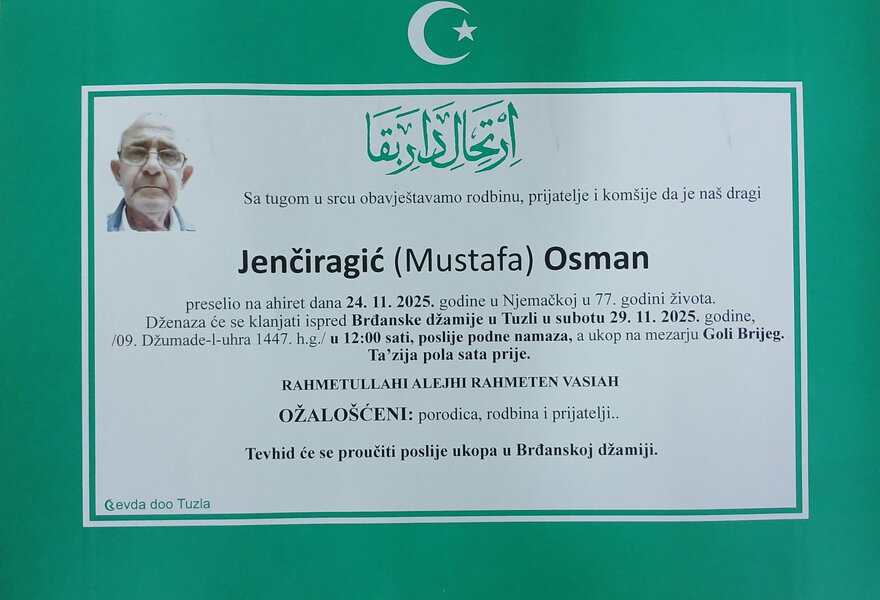 اِرْتِحَالِ دَارِ بَقَا
Sa tugom u srcu obavještavamo rodbinu, prijatelje i komšije da je naš dragi
Jenčiragić (Mustafa) Osman
preselio na ahiret dana 24. 11. 2025. godine u Njemačkoj u 77. godini života.
Dženaza će se klanjati ispred Brđanske džamije u Tuzli u subotu 29. 11. 2025. godine,
/09. Džumade-l-uhra 1447. h.g./ u 12:00 sati, poslije podne namaza, a ukop na mezarju Goli Brijeg.
Ta'zija pola sata prije.
RAHMETULLAHI ALEJHI RAHMETEN VASIAH
OŽALOŠĆENI: porodica, rodbina i prijatelji..
Tevhid će se proučiti poslije ukopa u Brđanskoj džamiji.
evda doo Tuzla